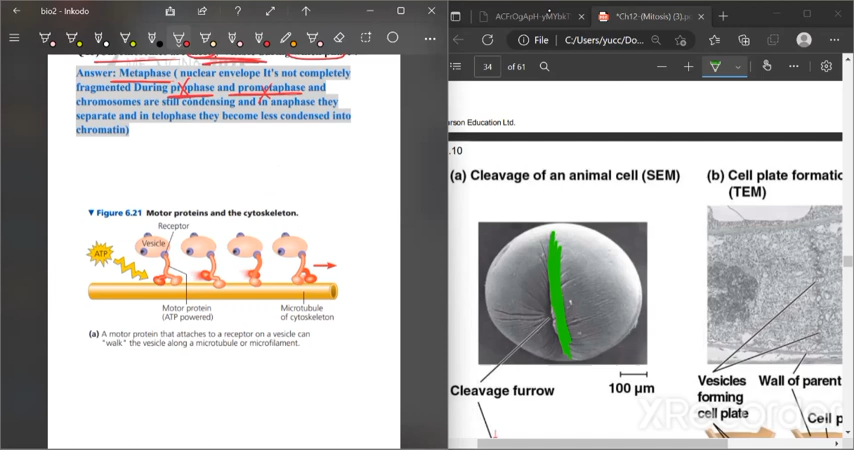 bio2 - Inkodo
Answer: Metaphase ( nuclear envelope It's not completely
fragmented During prophase and prometaphase and
chromosomes are still condensing and in anaphase they
separate and in telophase they become less condensed into
chromatin)
▼ Figure 6.21 Motor proteins and the cytoskeleton.
Receptor
Vesicle
ATP
Motor protein
(ATP powered)
Microtubule
of cytoskeleton
(a) A motor protein that attaches to a receptor on a vesicle can
"walk" the vesicle along a microtubule or microfilament.
*Ch12-(Mitosis) (3).p
File
C:/Users/yucc/Do...
34 of 61
arson Education Ltd.
.10
(a) Cleavage of an animal cell (SEM)
(b) Cell plate formatio
(TEM)
Cleavage furrow
100 µm
Vesicles
forming
cell plate
Wall of parent
Cell p
XRecorder